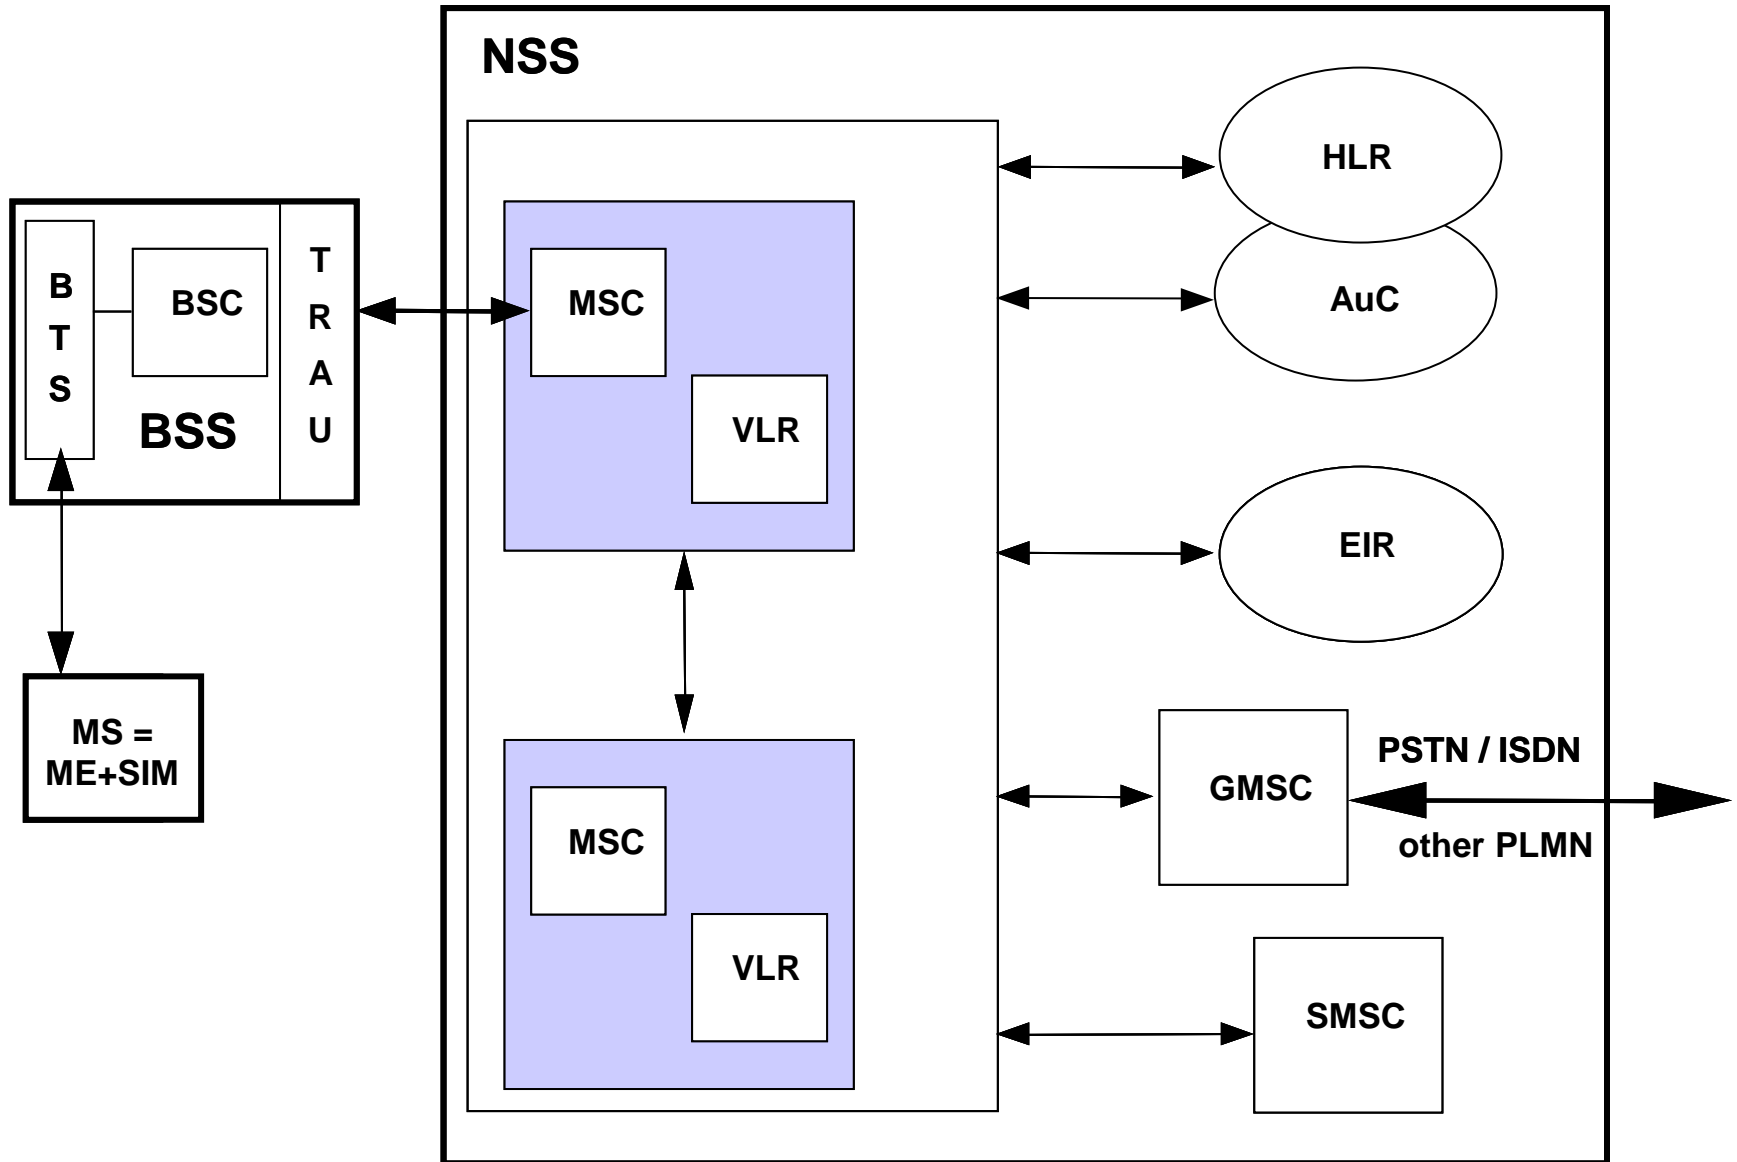 NSS
HLR
AuC
EIR
B
T
S
BSC
BSS
T
R
A
U
MSC
VLR
MS =
ME+SIM
MSC
VLR
GMSC
PSTN / ISDN
other PLMN
SMSC